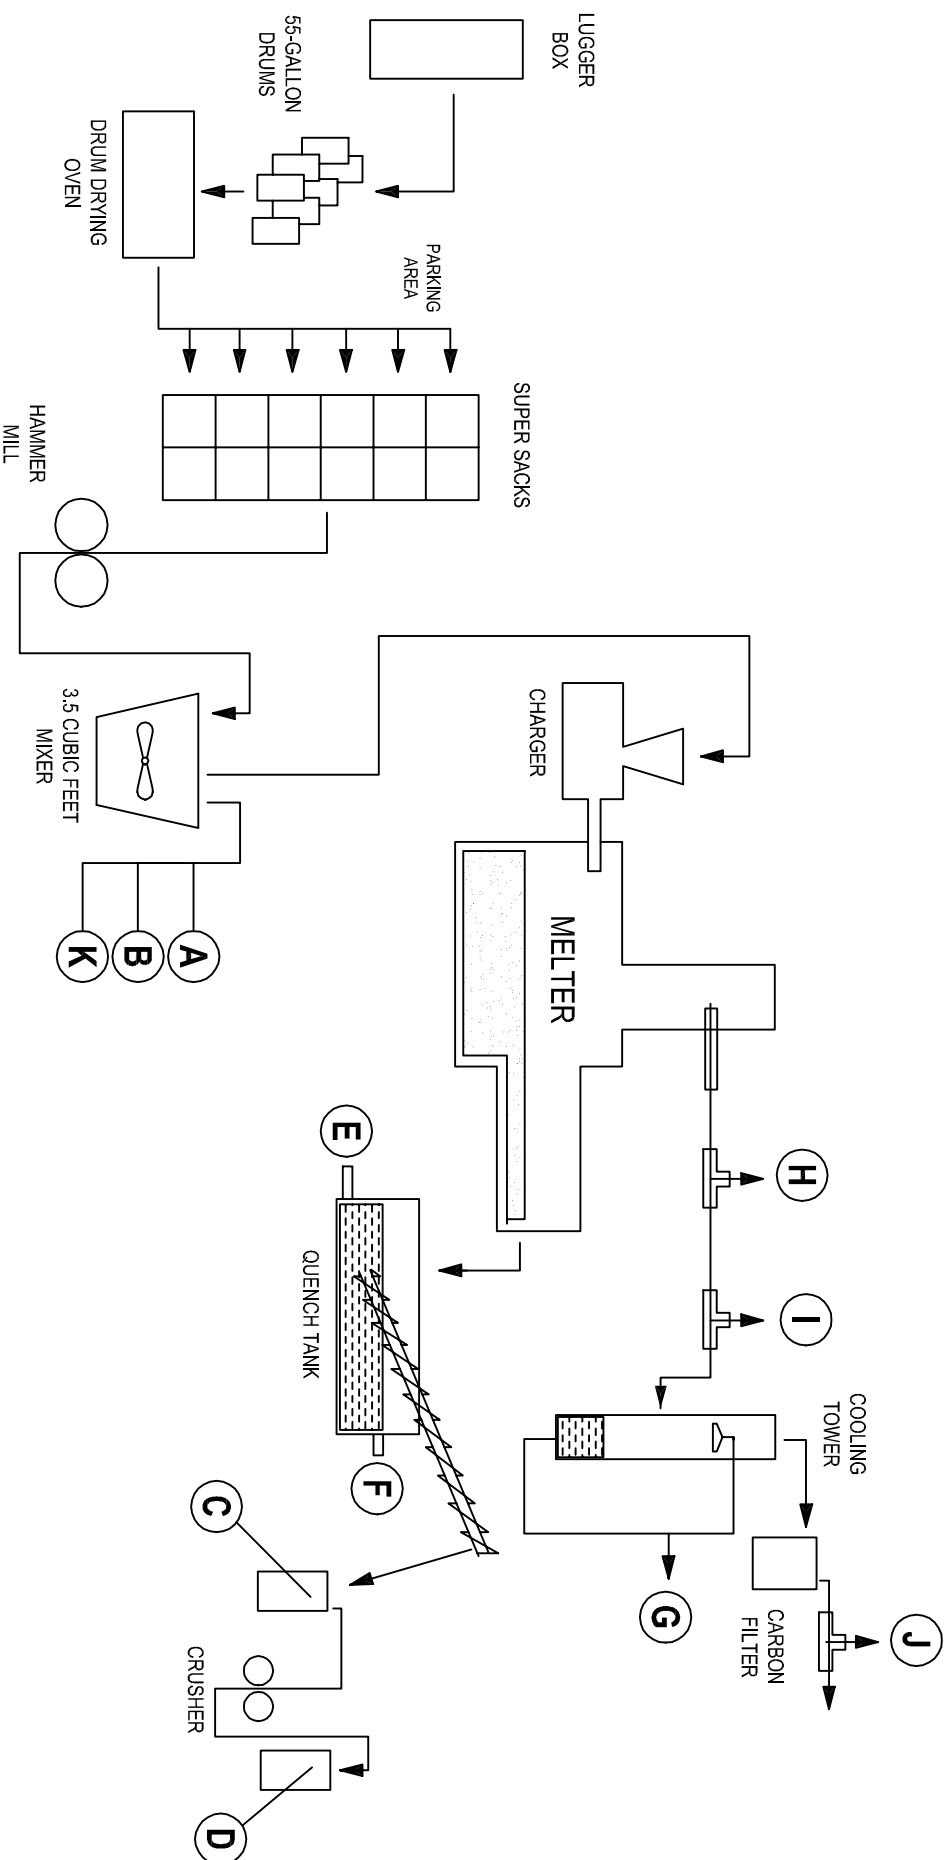 LUGGER
BOX
55-GALLON
DRUMS
DRUM DRYING
OVEN
PARKING
AREA
SUPER SACKS
HAMMER
MILL
3.5 CUBIC FEET
MIXER
A
B
K
CHARGER
MELTER
H
I
COOLING
TOWER
G
CARBON
FILTER
J
E
QUENCH TANK
F
C
CRUSHER
D